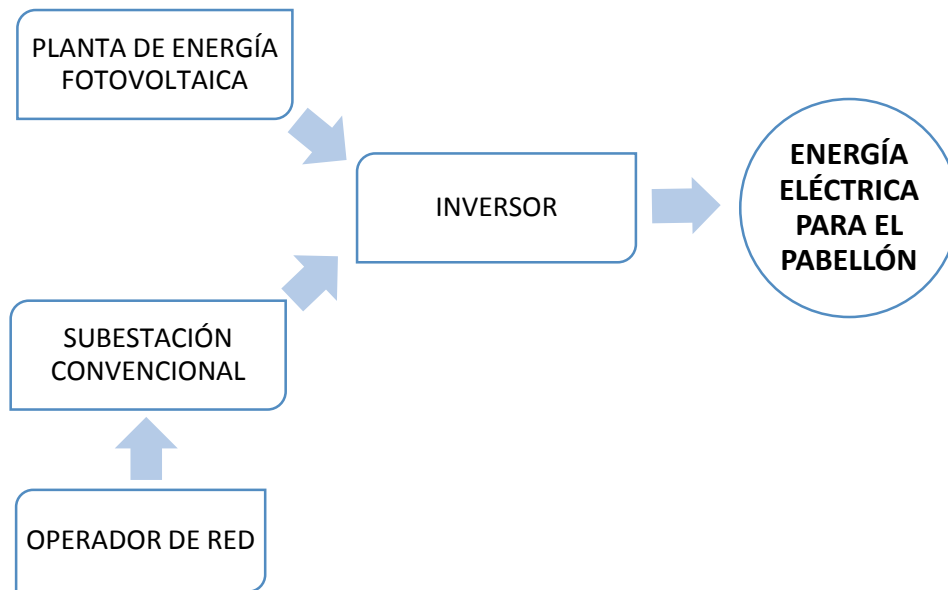 PLANTA DE ENERGÍA
FOTOVOLTAICA
INVERSOR
ENERGÍA
ELÉCTRICA
PARA EL
PABELLÓN
SUBESTACIÓN
CONVENCIONAL
OPERADOR DE RED